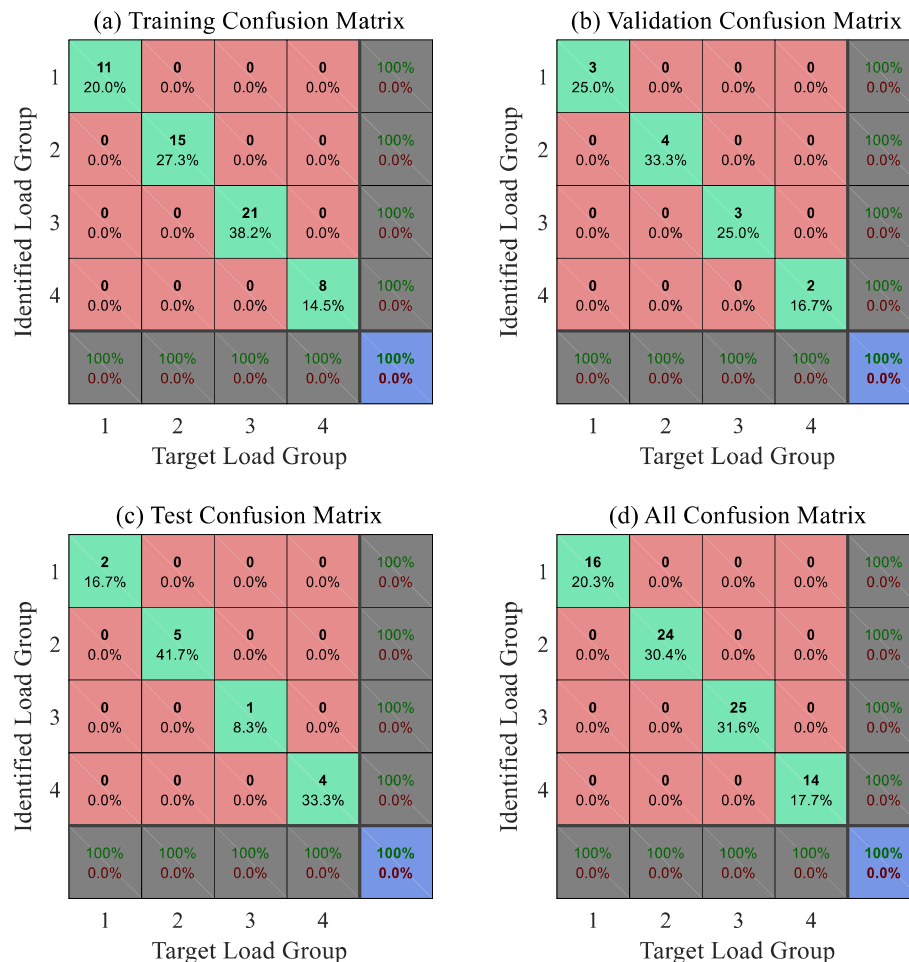 (a) Training Confusion Matrix
Identified Load Group
1
11 0 0 0 100%
20.0% 0.0% 0.0% 0.0% 0.0%
2
0 15 0 0 100%
0.0% 27.3% 0.0% 0.0% 0.0%
3
0 0 21 0 100%
0.0% 0.0% 38.2% 0.0% 0.0%
4
0 0 0 8 100%
0.0% 0.0% 0.0% 14.5% 0.0%
100% 100% 100% 100% 100%
0.0% 0.0% 0.0% 0.0% 0.0%
1 2 3 4
Target Load Group
(b) Validation Confusion Matrix
Identified Load Group
1
3 0 0 0 100%
25.0% 0.0% 0.0% 0.0% 0.0%
2
0 4 0 0 100%
0.0% 33.3% 0.0% 0.0% 0.0%
3
0 0 3 0 100%
0.0% 0.0% 25.0% 0.0% 0.0%
4
0 0 0 2 100%
0.0% 0.0% 0.0% 16.7% 0.0%
100% 100% 100% 100% 100%
0.0% 0.0% 0.0% 0.0% 0.0%
1 2 3 4
Target Load Group
(c) Test Confusion Matrix
Identified Load Group
1
2 0 0 0 100%
16.7% 0.0% 0.0% 0.0% 0.0%
2
0 5 0 0 100%
0.0% 41.7% 0.0% 0.0% 0.0%
3
0 0 1 0 100%
0.0% 0.0% 8.3% 0.0% 0.0%
4
0 0 0 4 100%
0.0% 0.0% 0.0% 33.3% 0.0%
100% 100% 100% 100% 100%
0.0% 0.0% 0.0% 0.0% 0.0%
1 2 3 4
Target Load Group
(d) All Confusion Matrix
Identified Load Group
1
16 0 0 0 100%
20.3% 0.0% 0.0% 0.0% 0.0%
2
0 24 0 0 100%
0.0% 30.4% 0.0% 0.0% 0.0%
3
0 0 25 0 100%
0.0% 0.0% 31.6% 0.0% 0.0%
4
0 0 0 14 100%
0.0% 0.0% 0.0% 17.7% 0.0%
100% 100% 100% 100% 100%
0.0% 0.0% 0.0% 0.0% 0.0%
1 2 3 4
Target Load Group